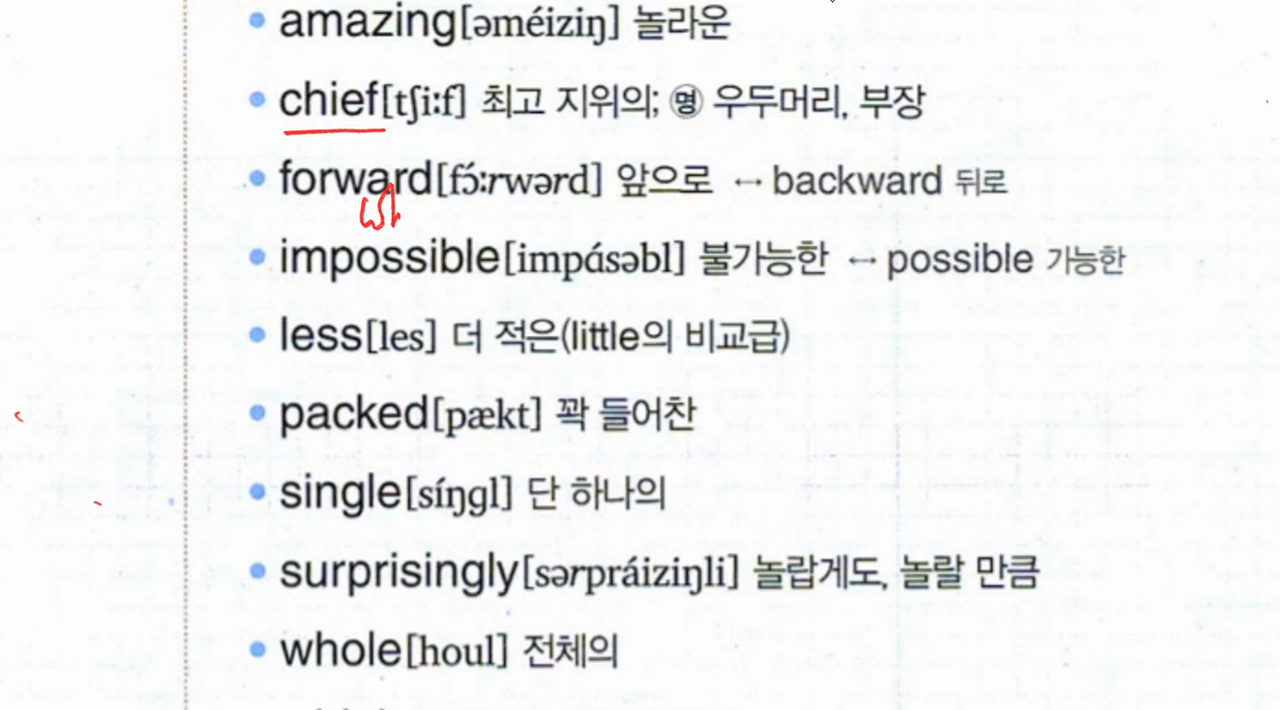 amazing[əméiziŋ] 놀라운
chief[tʃiːf] 최고 지위의; ㊔ 우두머리, 부장
forward[fɔ́ːrwərd] 앞으로 ↔ backward 뒤로
impossible[impásəbl] 불가능한 ↔ possible 가능한
less[les] 더 적은(little의 비교급)
packed[pækt] 꽉 들어찬
single[síŋgl] 단 하나의
surprisingly[sərpráiziŋli] 놀랍게도, 놀랄 만큼
whole[houl] 전체의